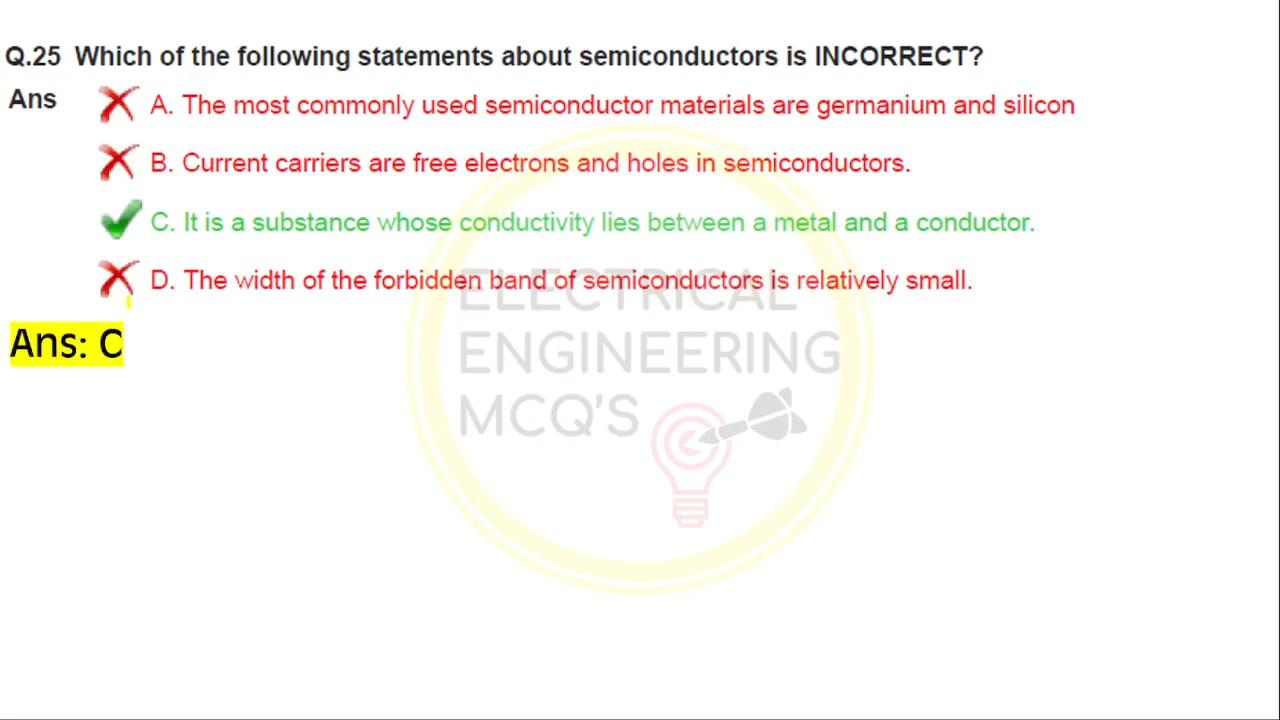 Q.25 Which of the following statements about semiconductors is INCORRECT?
Ans
A. The most commonly used semiconductor materials are germanium and silicon
B. Current carriers are free electrons and holes in semiconductors.
C. It is a substance whose conductivity lies between a metal and a conductor.
D. The width of the forbidden band of semiconductors is relatively small.
Ans: C
ELECTRICAL
ENGINEERING
MCQ'S